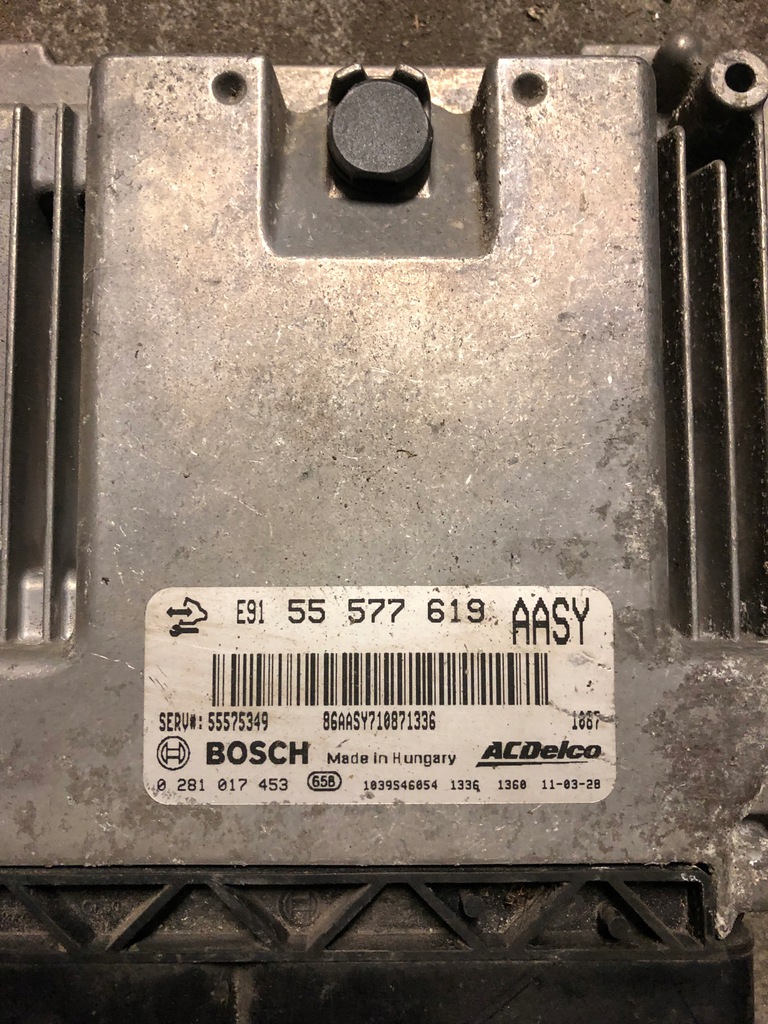 E91 55 577 619 AASY
SERV#: 55575349 86AASY710871336 1087
BOSCH Made in Hungary ACDelco
0 281 017 453 65B 1039S46054 1336 1360 11-03-28